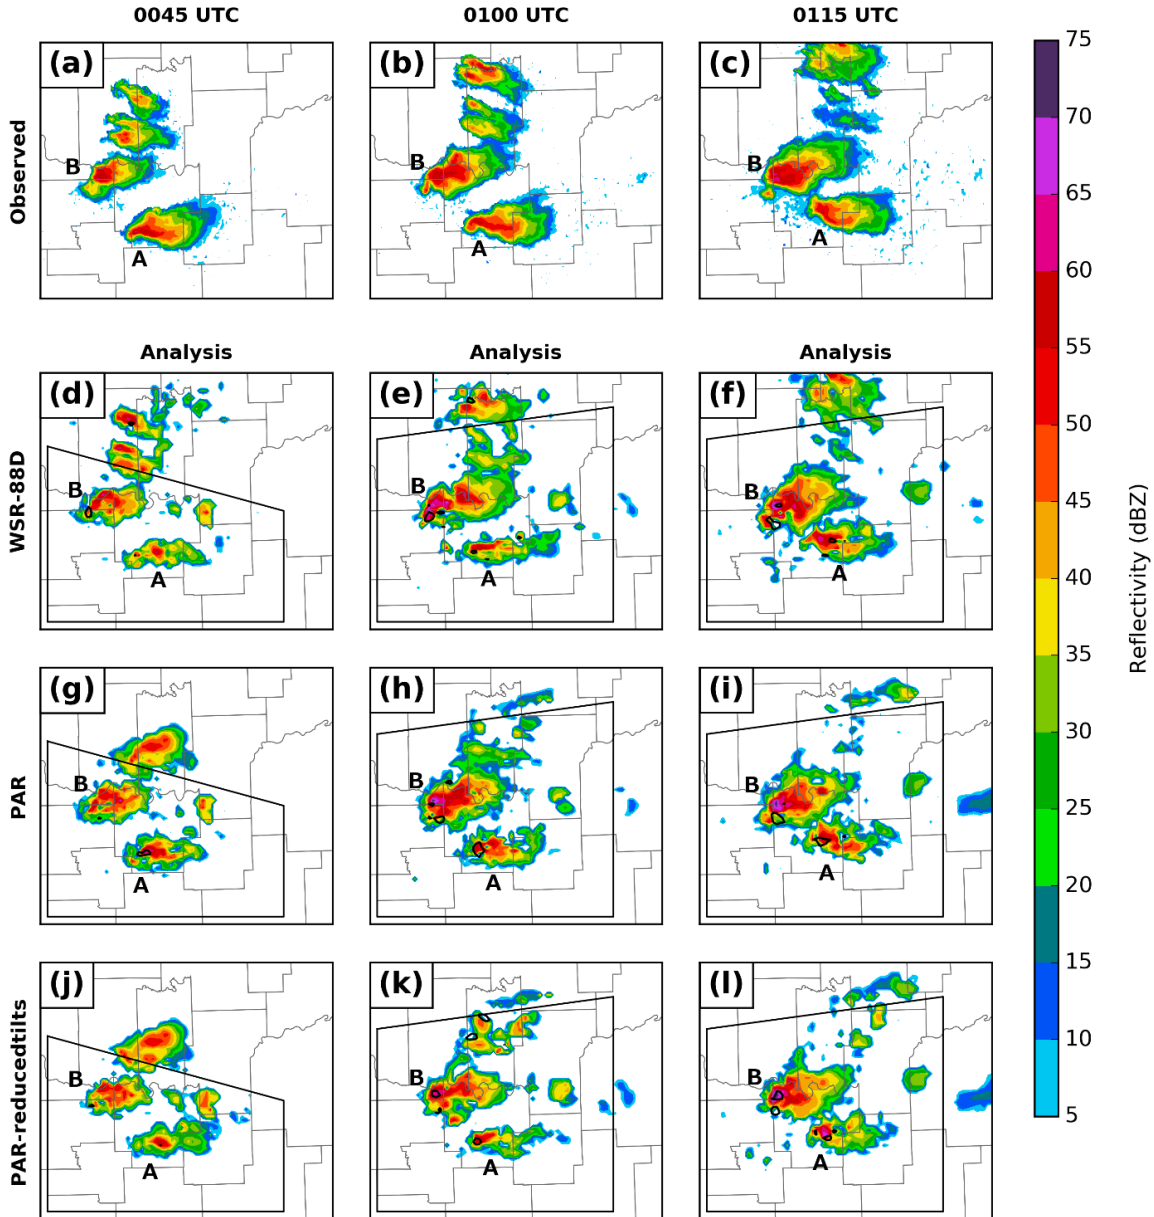 0045 UTC 0100 UTC 0115 UTC
(a) (b) (c)
Observed
B A B A B A
Analysis Analysis Analysis
(d) (e) (f)
WSR-88D
B A B A B A
(g) (h) (i)
PAR
B A B A B A
(j) (k) (l)
PAR-reducedtilts
B A B A B A
75
70
65
60
55
50
45
40
35
30
25
20
15
10
5
Reflectivity (dBZ)